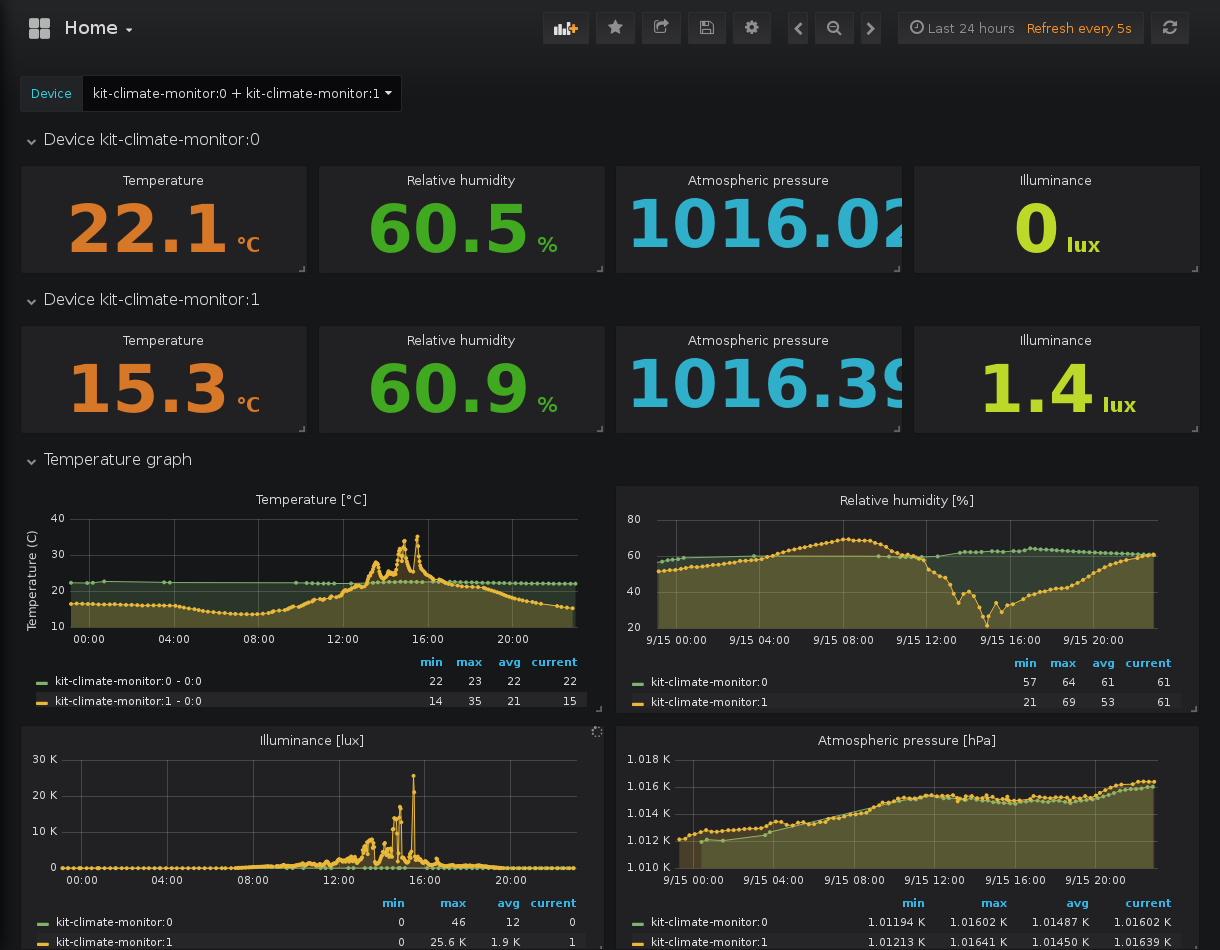 Home
Last 24 hours Refresh every 5s
Device kit-climate-monitor:0 + kit-climate-monitor:1
Device kit-climate-monitor:0
Temperature Relative humidity Atmospheric pressure Illuminance
22.1 °C 60.5 % 1016.02 0 lux
Device kit-climate-monitor:1
Temperature Relative humidity Atmospheric pressure Illuminance
15.3 °C 60.9 % 1016.39 1.4 lux
Temperature graph
Temperature [°C]
Temperature (C)
40
30
20
10
00:00 04:00 08:00 12:00 16:00 20:00
min max avg current
kit-climate-monitor:0 - 0:0 22 23 22 22
kit-climate-monitor:1 - 0:0 14 35 21 15
Relative humidity [%]
80
60
40
20
9/15 00:00 9/15 04:00 9/15 08:00 9/15 12:00 9/15 16:00 9/15 20:00
min max avg current
kit-climate-monitor:0 57 64 61 61
kit-climate-monitor:1 21 69 53 61
Illuminance [lux]
30 K
20 K
10 K
0
00:00 04:00 08:00 12:00 16:00 20:00
min max avg current
kit-climate-monitor:0 0 46 12 0
kit-climate-monitor:1 0 25.6 K 1.9 K 1
Atmospheric pressure [hPa]
1.018 K
1.016 K
1.014 K
1.012 K
1.010 K
9/15 00:00 9/15 04:00 9/15 08:00 9/15 12:00 9/15 16:00 9/15 20:00
min max avg current
kit-climate-monitor:0 1.01194 K 1.01602 K 1.01487 K 1.01602 K
kit-climate-monitor:1 1.01213 K 1.01641 K 1.01450 K 1.01639 K